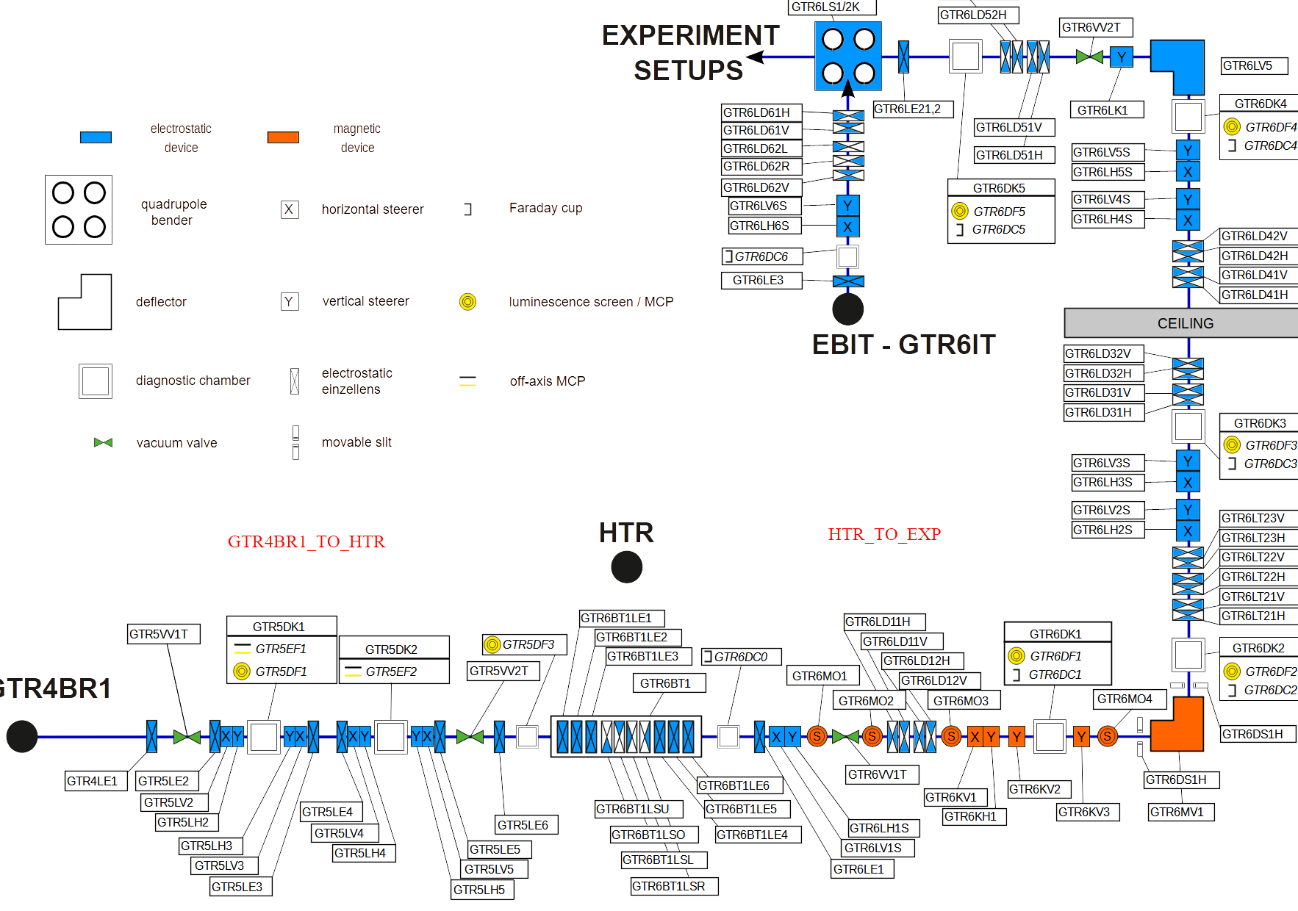 GTR6LS1/2K
GTR6LD52H
GTR6VV2T
EXPERIMENT
SETUPS
GTR6LV5
GTR6LE21,2
GTR6LK1
GTR6DK4
GTR6DF4
GTR6DC4
GTR6LD61H
GTR6LD61V
GTR6LD62L
GTR6LD62R
GTR6LD62V
GTR6LV6S
GTR6LH6S
GTR6DC6
GTR6LE3
EBIT - GTR6IT
GTR6LD51V
GTR6LD51H
GTR6DK5
GTR6DF5
GTR6DC5
Y
GTR6LV5S
GTR6LH5S
GTR6LV4S
GTR6LH4S
Y
X
Y
X
Y
X
GTR6LD42V
GTR6LD42H
GTR6LD41V
GTR6LD41H
CEILING
electrostatic
device
magnetic
device
quadrupole
bender
X
horizontal steerer
Faraday cup
deflector
Y
vertical steerer
luminescence screen / MCP
diagnostic chamber
electrostatic
einzellens
off-axis MCP
vacuum valve
movable slit
GTR6LD32V
GTR6LD32H
GTR6LD31V
GTR6LD31H
GTR6DK3
GTR6DF3
GTR6DC3
GTR6LV3S
GTR6LH3S
GTR6LV2S
GTR6LH2S
Y
X
Y
X
GTR6LT23V
GTR6LT23H
GTR6LT22V
GTR6LT22H
GTR6LT21V
GTR6LT21H
GTR4BR1_TO_HTR
HTR
HTR_TO_EXP
GTR5VV1T
GTR5DK1
GTR5EF1
GTR5DF1
GTR5DK2
GTR5EF2
GTR5DF3
GTR5VV2T
GTR6BT1LE1
GTR6BT1LE2
GTR6BT1LE3
GTR6BT1
GTR6DC0
GTR6MO1
GTR6LD11H
GTR6LD11V
GTR6LD12H
GTR6LD12V
GTR6MO2
GTR6MO3
GTR6DK1
GTR6DF1
GTR6DC1
GTR6MO4
GTR6DK2
GTR6DF2
GTR6DC2
GTR6DS1H
GTR4BR1
X
Y
Y
X
X
Y
Y
X
X
Y
S
S
S
X
Y
Y
Y
S
GTR4LE1
GTR5LE2
GTR5LV2
GTR5LH2
GTR5LH3
GTR5LV3
GTR5LE3
GTR5LE4
GTR5LV4
GTR5LH4
GTR5LE5
GTR5LV5
GTR5LH5
GTR5LE6
GTR6BT1LSU
GTR6BT1LSO
GTR6BT1LSL
GTR6BT1LSR
GTR6BT1LE6
GTR6BT1LE5
GTR6BT1LE4
GTR6VV1T
GTR6LH1S
GTR6LV1S
GTR6LE1
GTR6KV1
GTR6KH1
GTR6KV2
GTR6KV3
GTR6DS1H
GTR6MV1